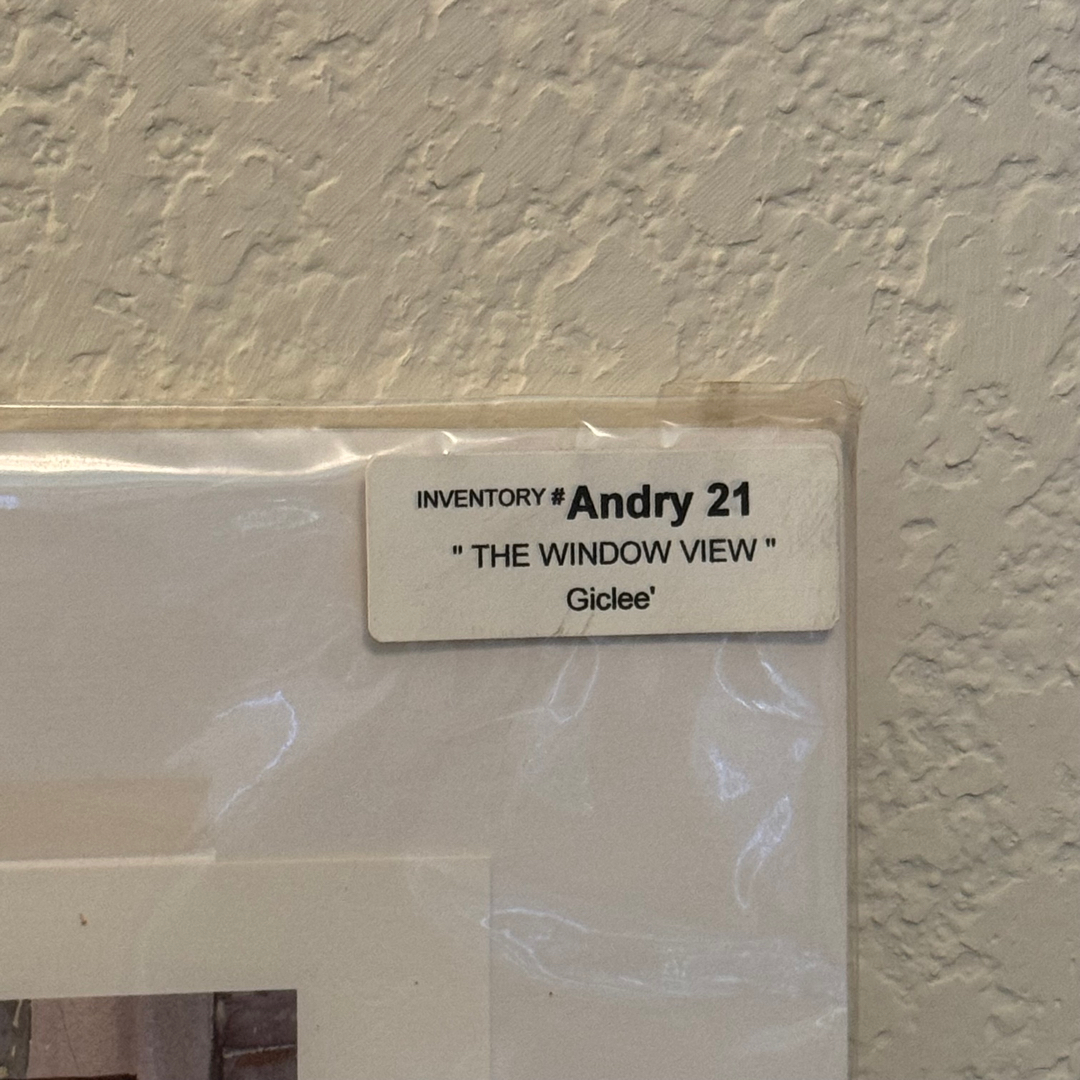 INVENTORY # Andry 21
" THE WINDOW VIEW "
Giclee'